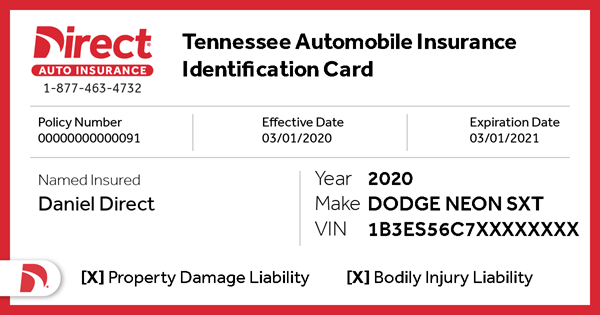 Direct
AUTO INSURANCE
1-877-463-4732
Tennessee Automobile Insurance
Identification Card
Policy Number
00000000000091
Effective Date
03/01/2020
Expiration Date
03/01/2021
Named Insured
Daniel Direct
Year 2020
Make DODGE NEON SXT
VIN 1B3ES56C7XXXXXXXX
[X] Property Damage Liability
[X] Bodily Injury Liability